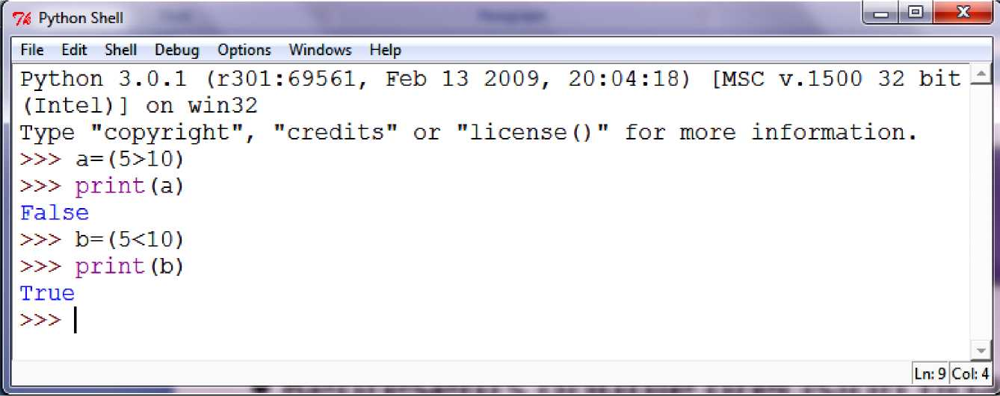 Python Shell
File Edit Shell Debug Options Windows Help
Python 3.0.1 (r301:69561, Feb 13 2009, 20:04:18) [MSC v.1500 32 bit
(Intel)] on win32
Type "copyright", "credits" or "license()" for more information.
>>> a=(5>10)
>>> print(a)
False
>>> b=(5<10)
>>> print(b)
True
>>>
Ln: 9 Col: 4